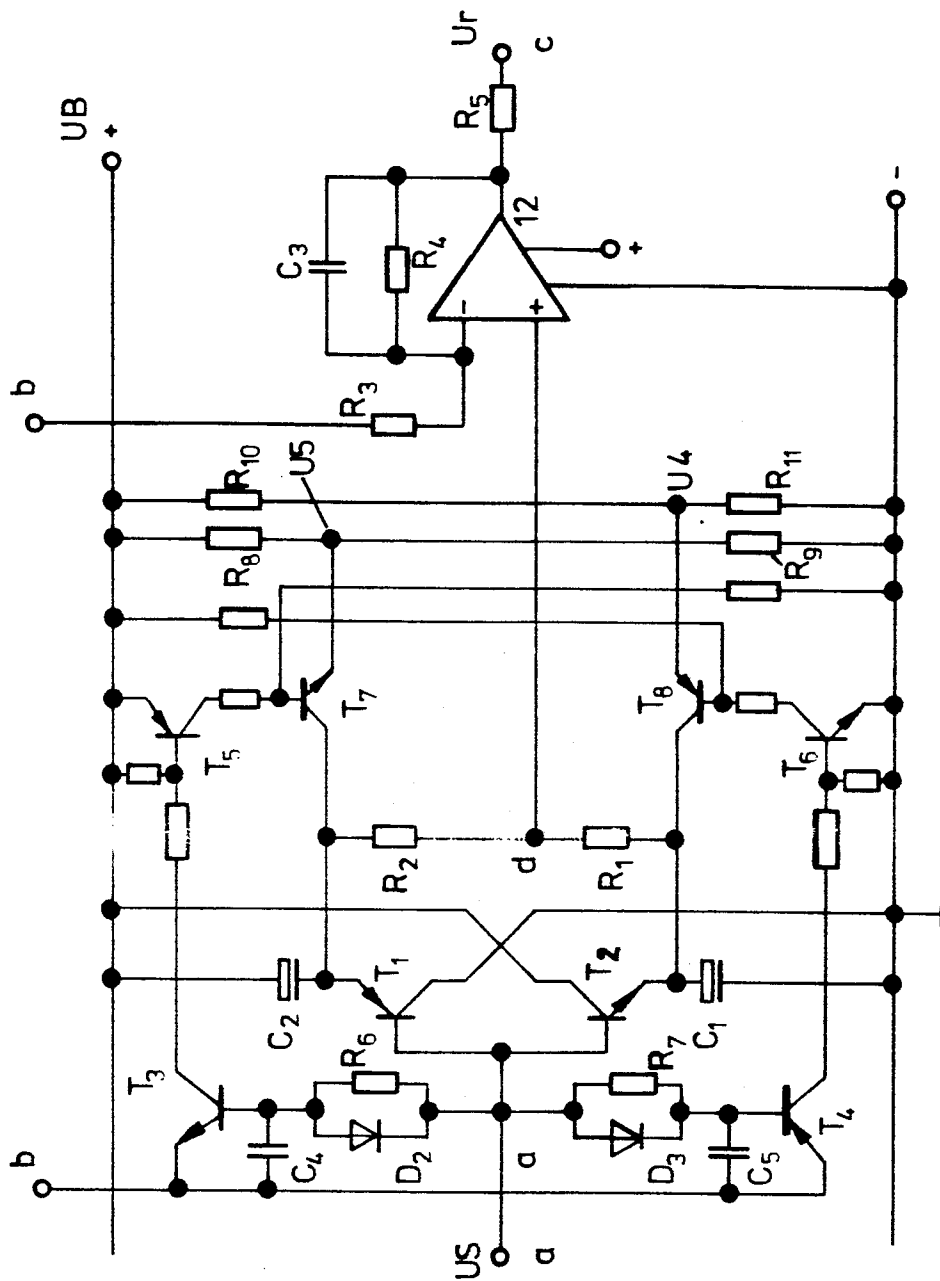 b
b
UB
+
T3
C2
T5
R8
R10
C4
C3
U5
R6
T7
R3
T1
D2
R2
R4
US
-
R5
Ur
a
a
d
+
12
c
T2
R1
+
D3
R7
T8
U4
C1
C5
T6
R9
R11
T4
-